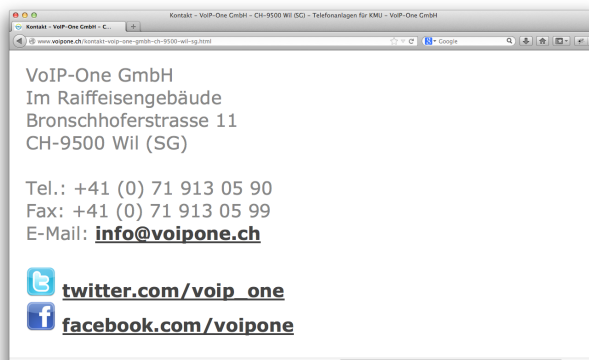 Kontakt – VoIP-One GmbH – CH-9500 Wil (SG) – Telefonanlagen für KMU – VoIP-One GmbH
Kontakt – VoIP-One GmbH – C...
www.voipone.ch/kontakt-voip-one-gmbh-ch-9500-wil-sg.html
Google
VoIP-One GmbH
Im Raiffeisengebäude
Bronschhoferstrasse 11
CH-9500 Wil (SG)
Tel.: +41 (0) 71 913 05 90
Fax: +41 (0) 71 913 05 99
E-Mail: info@voipone.ch
twitter.com/voip_one
facebook.com/voipone